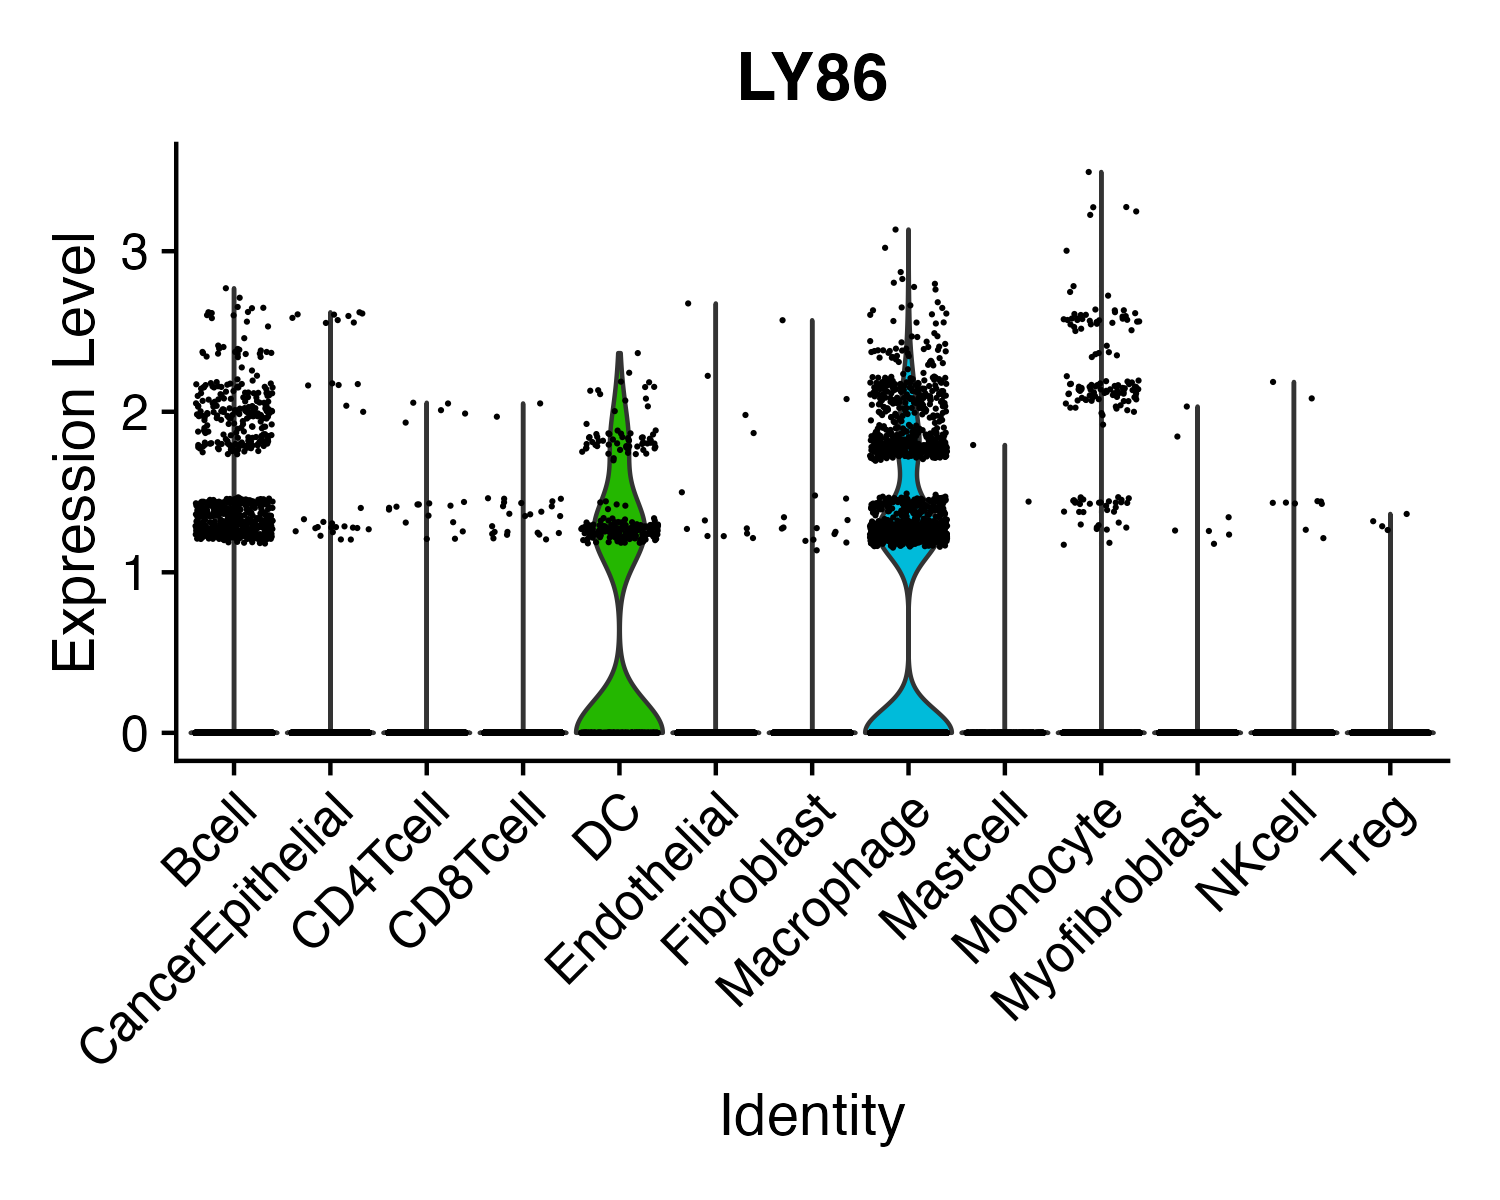 LY86
Expression Level
3
2
1
0
Bcell
CancerEpithelial
CD4Tcell
CD8Tcell
DC
Endothelial
Fibroblast
Macrophage
Mastcell
Monocyte
Myofibroblast
NKcell
Treg
Identity